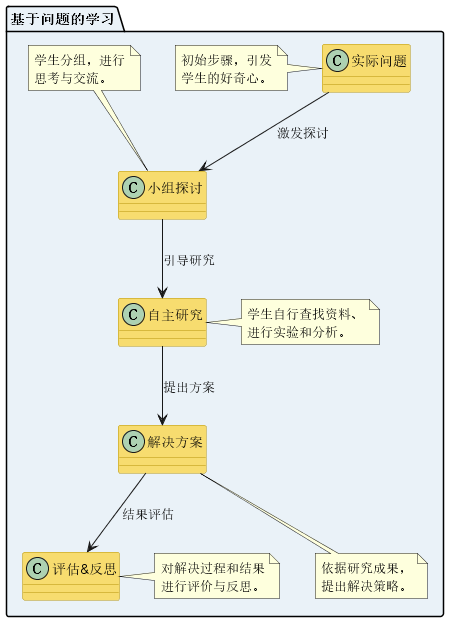 基于问题的学习
学生分组，进行
思考与交流。
初始步骤，引发
学生的好奇心。
C 实际问题
激发探讨
C 小组探讨
引导研究
C 自主研究
学生自行查找资料、
进行实验和分析。
提出方案
C 解决方案
结果评估
C 评估&反思
对解决过程和结果
进行评价与反思。
依据研究成果，
提出解决策略。